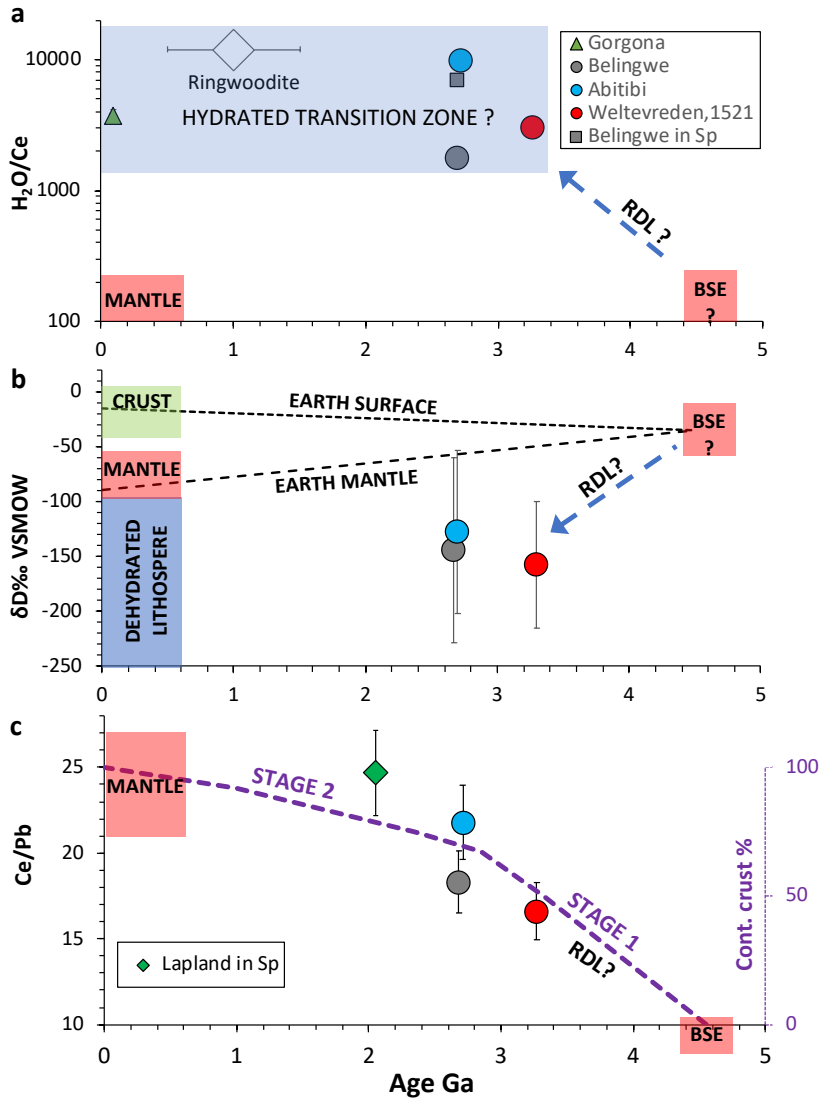 a
10000
1000
100
H₂O/Ce
Ringwoodite
HYDRATED TRANSITION ZONE ?
Gorgona
Belingwe
Abitibi
Weltevreden,1521
Belingwe in Sp
RDL ?
MANTLE
BSE
?
0 1 2 3 4 5
b
0
-50
-100
-150
-200
-250
δD‰ VSMOW
CRUST
EARTH SURFACE
MANTLE
EARTH MANTLE
DEHYDRATED
LITHOSPERE
BSE
?
RDL?
0 1 2 3 4 5
c
25
20
15
10
Ce/Pb
MANTLE
STAGE 2
STAGE 1
RDL?
BSE
Lapland in Sp
100
50
0
Cont. crust %
0 1 2 3 4 5
Age Ga